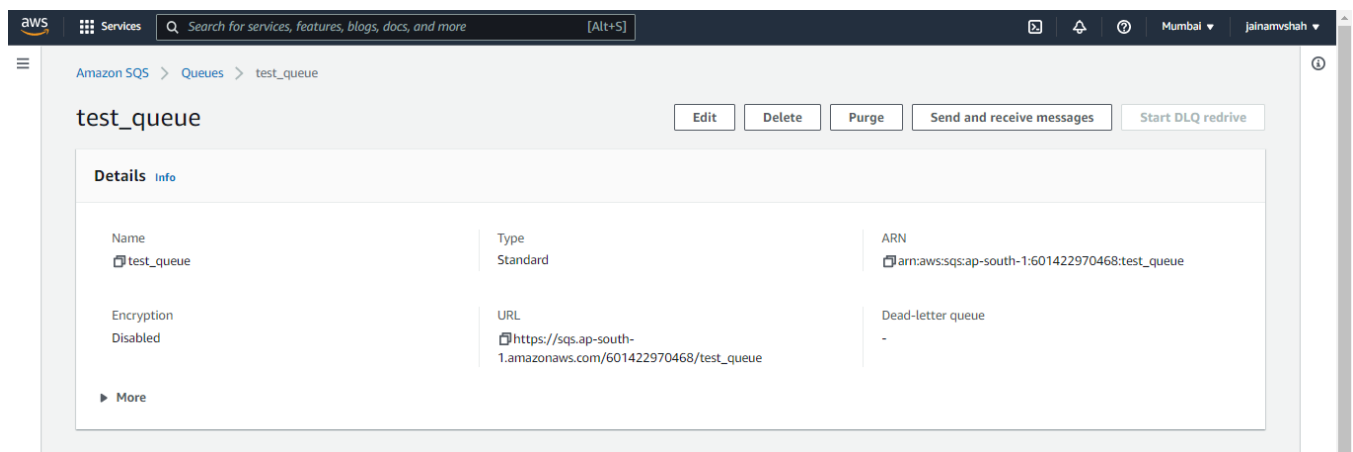 aws Services Search for services, features, blogs, docs, and more [Alt+S] Mumbai jainamvshah
Amazon SQS > Queues > test_queue
test_queue Edit Delete Purge Send and receive messages Start DLQ redrive
Details Info
Name Type ARN
test_queue Standard arn:aws:sqs:ap-south-1:601422970468:test_queue
Encryption URL Dead-letter queue
Disabled https://sqs.ap-south- -
1.amazonaws.com/601422970468/test_queue
More